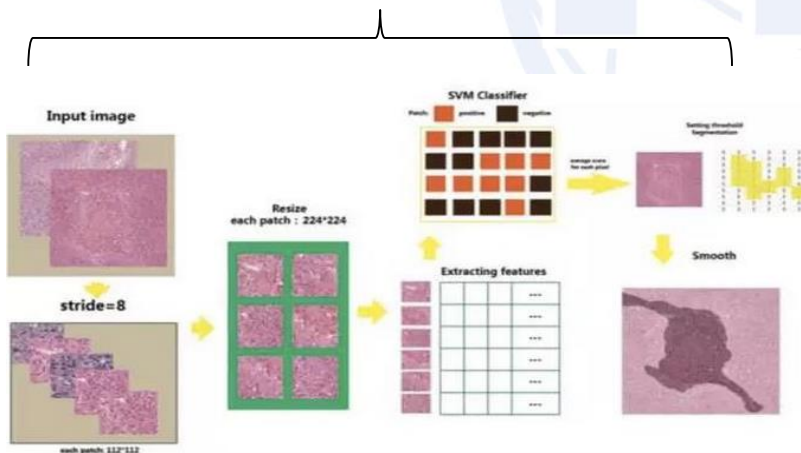 Input image
stride=8
each patch: 112*112
Resize
each patch : 224*224
Extracting features
---
---
---
---
---
---
SVM Classifier
Patch: positive negative
average score
for each pixel
Setting threshold
Segmentation
Smooth